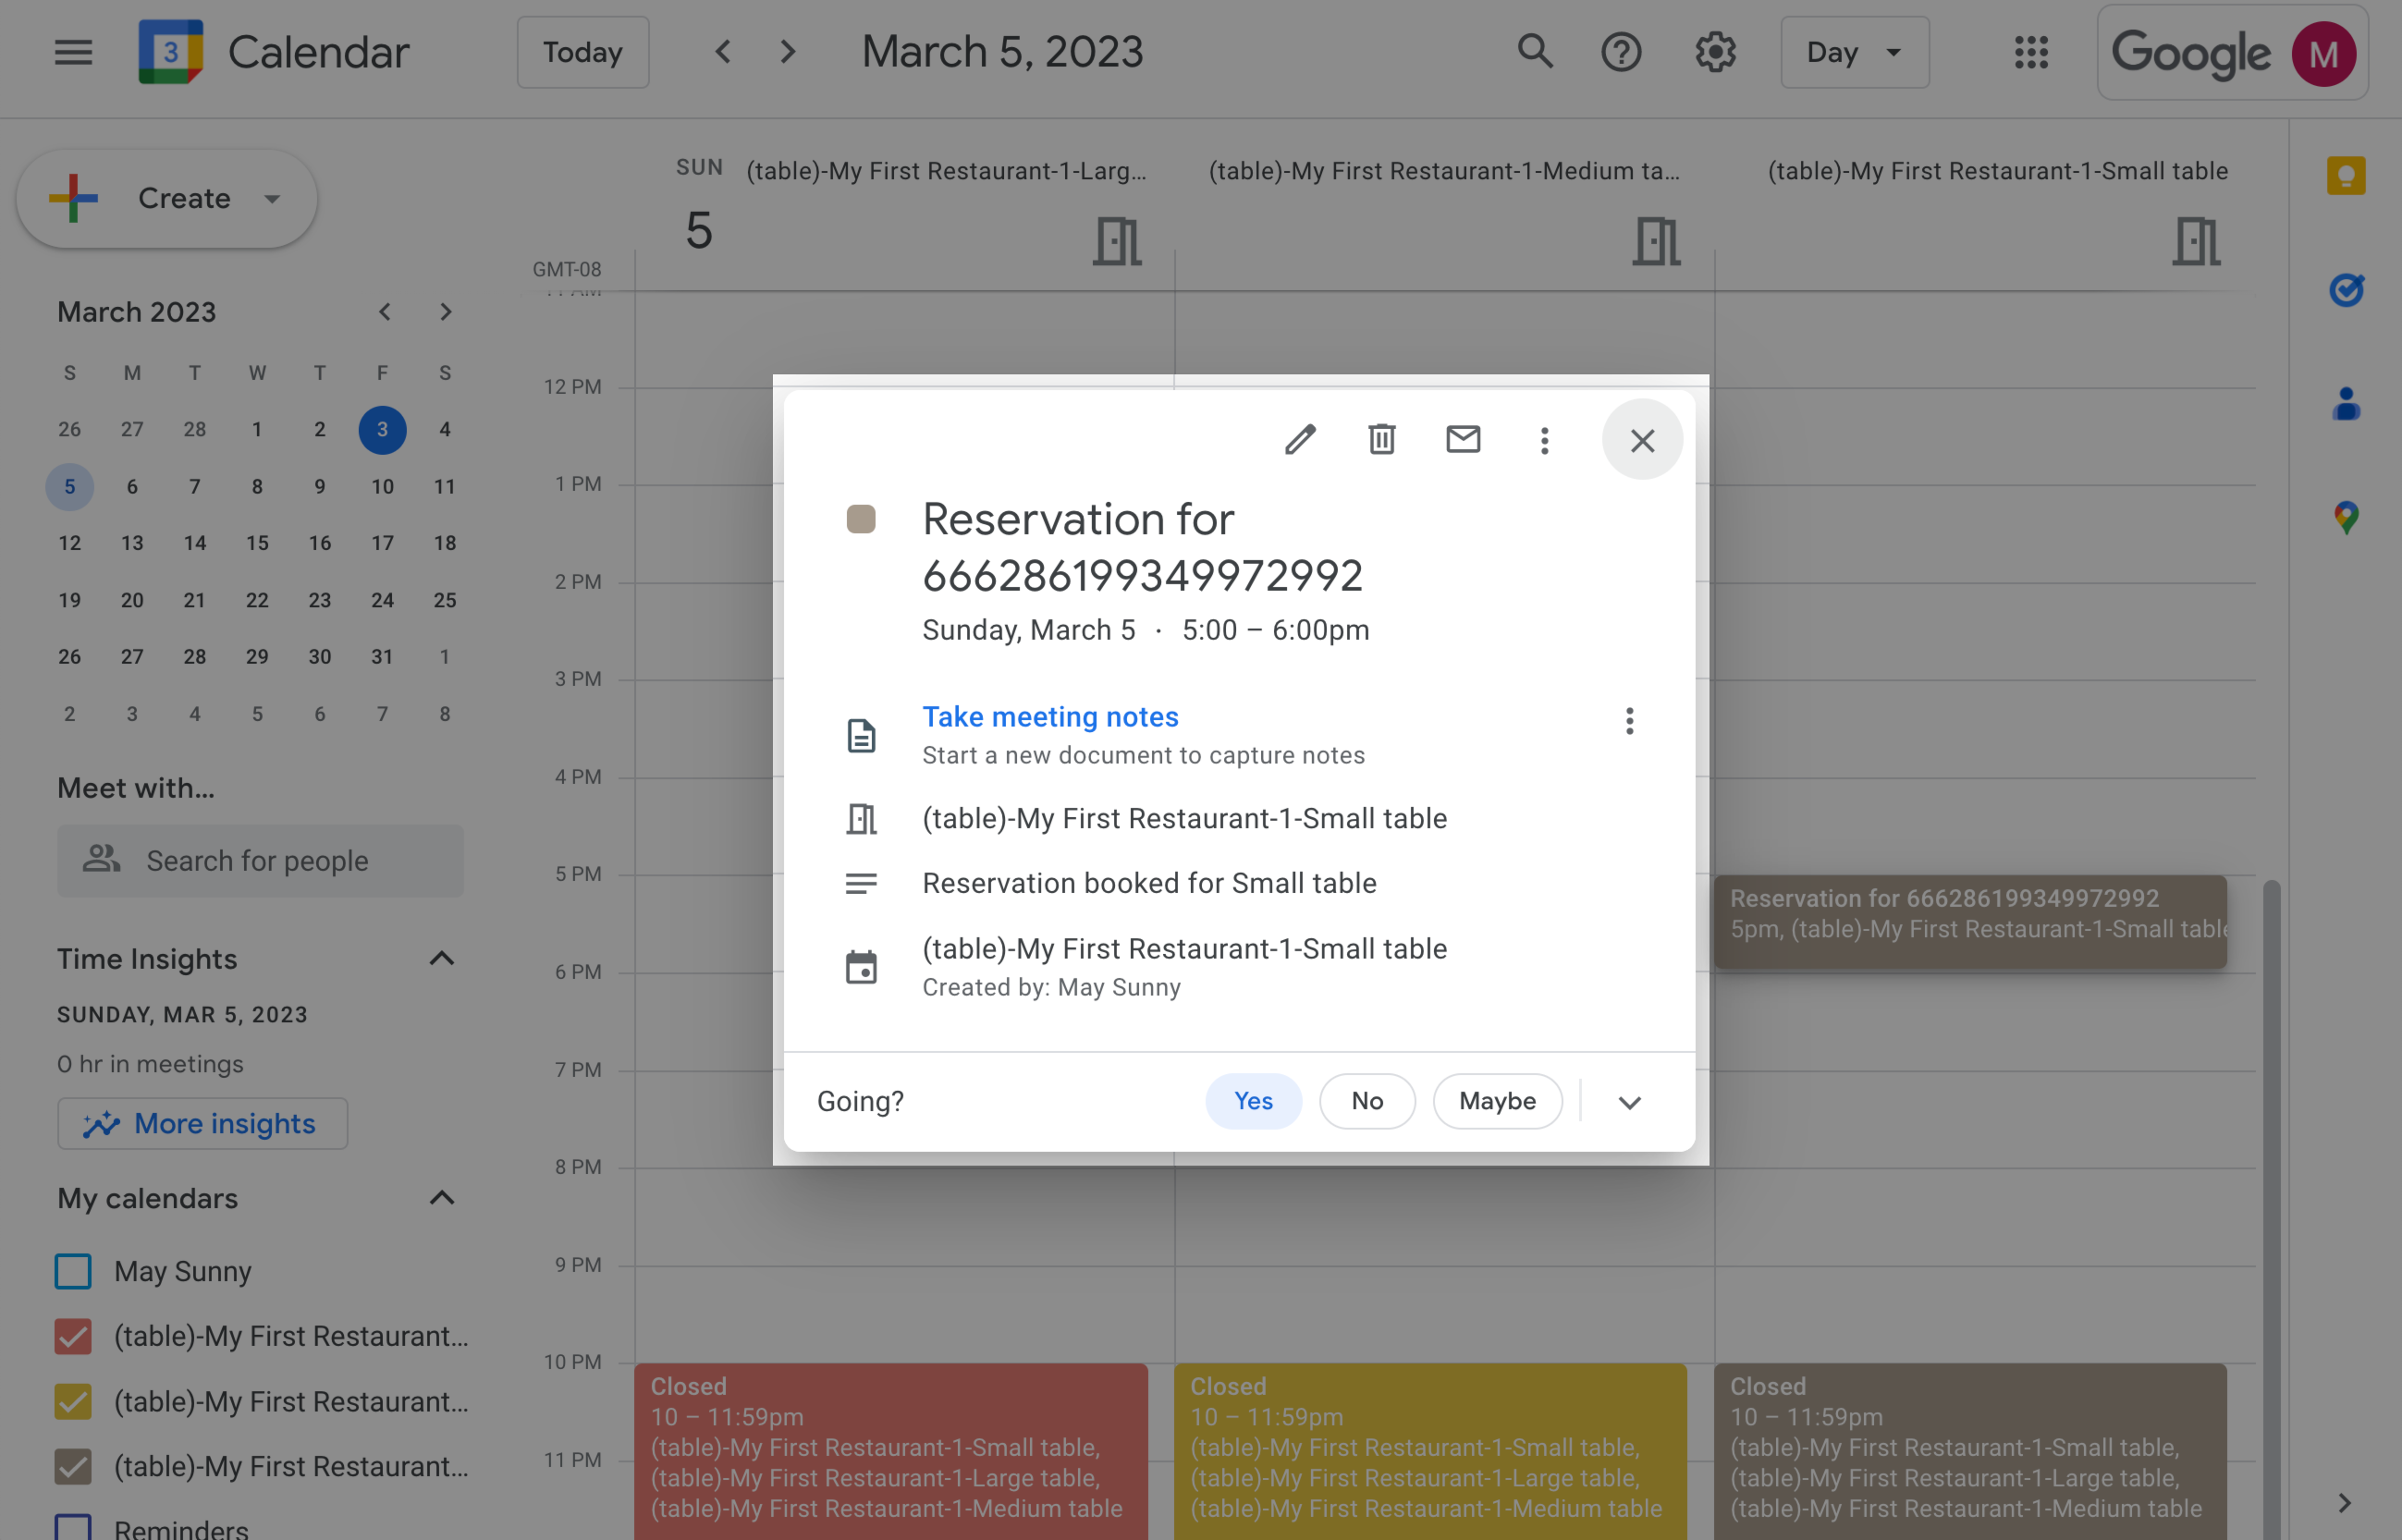 3 Calendar Today March 5, 2023 Day Google M
Create
March 2023
S M T W T F S
26 27 28 1 2 3 4
5 6 7 8 9 10 11
12 13 14 15 16 17 18
19 20 21 22 23 24 25
26 27 28 29 30 31 1
2 3 4 5 6 7 8
Meet with...
Search for people
Time Insights
SUNDAY, MAR 5, 2023
0 hr in meetings
More insights
My calendars
May Sunny
(table)-My First Restaurant...
(table)-My First Restaurant...
(table)-My First Restaurant...
Reminders
SUN
5
GMT-08
(table)-My First Restaurant-1-Larg...
(table)-My First Restaurant-1-Medium ta...
(table)-My First Restaurant-1-Small table
12 PM
1 PM
2 PM
3 PM
4 PM
5 PM
6 PM
7 PM
8 PM
9 PM
10 PM
11 PM
Reservation for
666286199349972992
Sunday, March 5 · 5:00 – 6:00pm
Take meeting notes
Start a new document to capture notes
(table)-My First Restaurant-1-Small table
Reservation booked for Small table
(table)-My First Restaurant-1-Small table
Created by: May Sunny
Going? Yes No Maybe
Reservation for 666286199349972992
5pm, (table)-My First Restaurant-1-Small table
Closed
10 – 11:59pm
(table)-My First Restaurant-1-Small table,
(table)-My First Restaurant-1-Large table,
(table)-My First Restaurant-1-Medium table
Closed
10 – 11:59pm
(table)-My First Restaurant-1-Small table,
(table)-My First Restaurant-1-Large table,
(table)-My First Restaurant-1-Medium table
Closed
10 – 11:59pm
(table)-My First Restaurant-1-Small table,
(table)-My First Restaurant-1-Large table,
(table)-My First Restaurant-1-Medium table